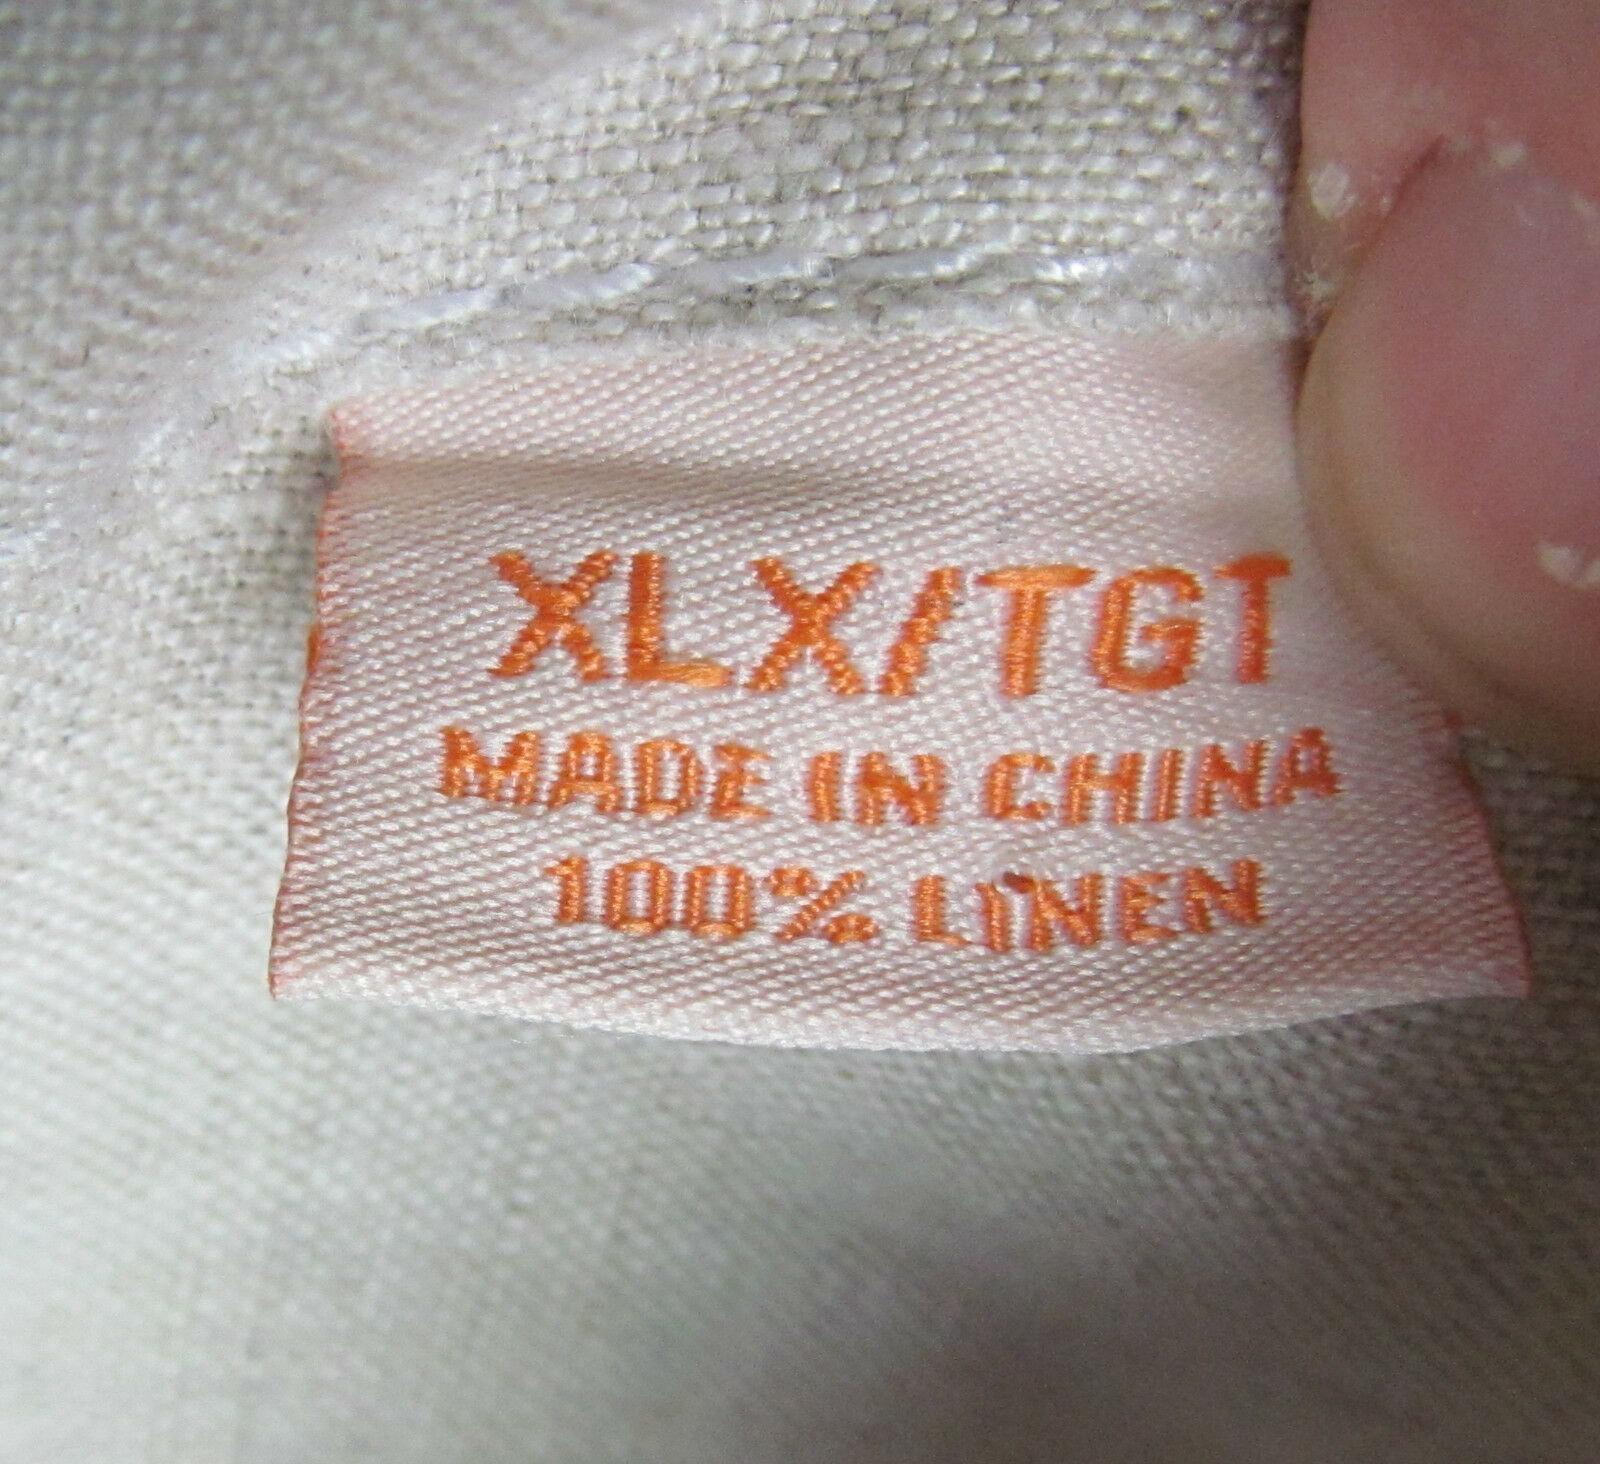 XLX/TGT
MADE IN CHINA
100% LINEN